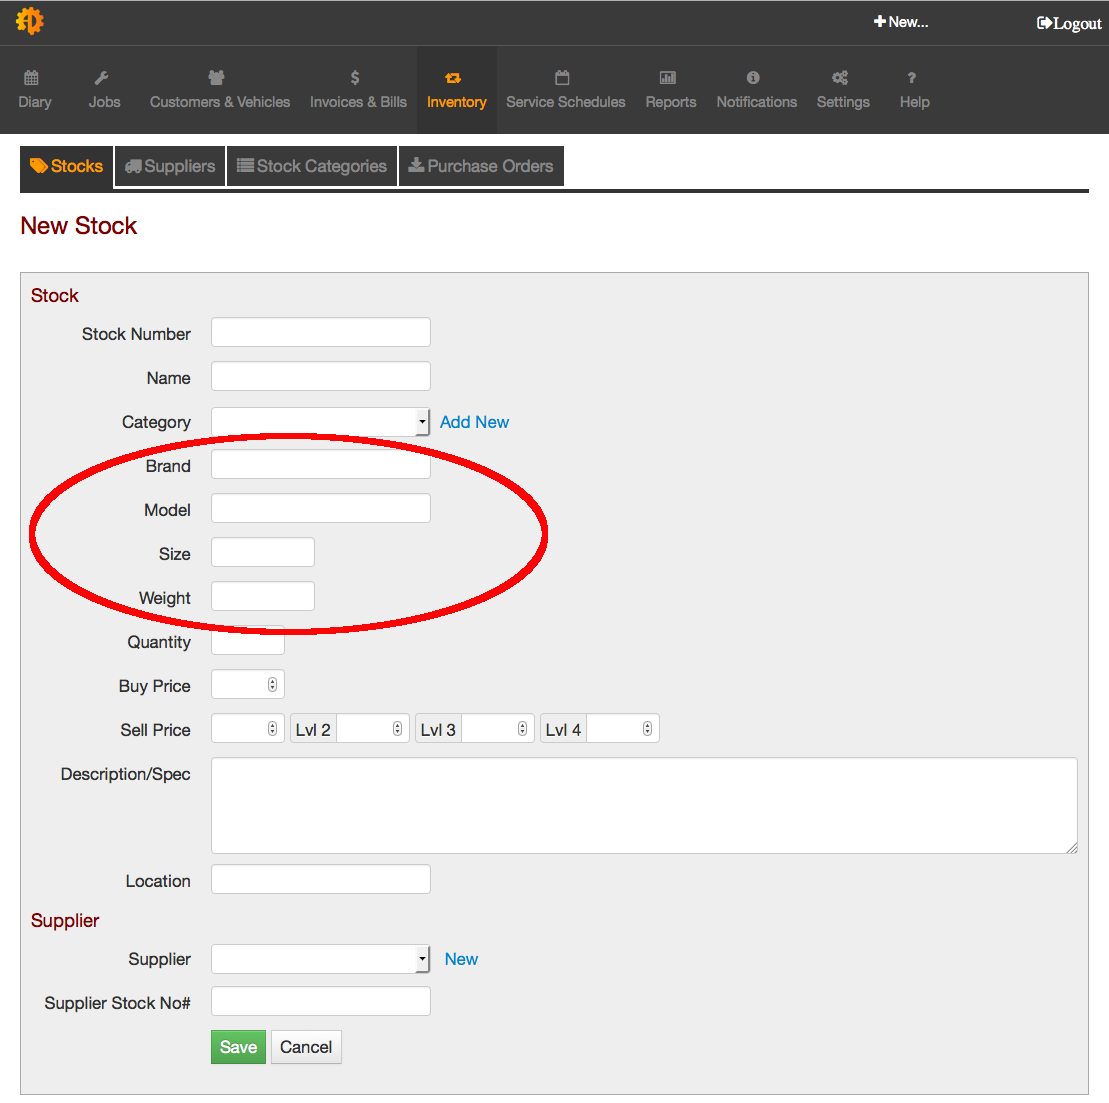 New... Logout
Diary Jobs Customers & Vehicles Invoices & Bills Inventory Service Schedules Reports Notifications Settings Help
Stocks Suppliers Stock Categories Purchase Orders
New Stock
Stock
Stock Number
Name
Category Add New
Brand
Model
Size
Weight
Quantity
Buy Price
Sell Price Lvl 2 Lvl 3 Lvl 4
Description/Spec
Location
Supplier
Supplier New
Supplier Stock No#
Save Cancel